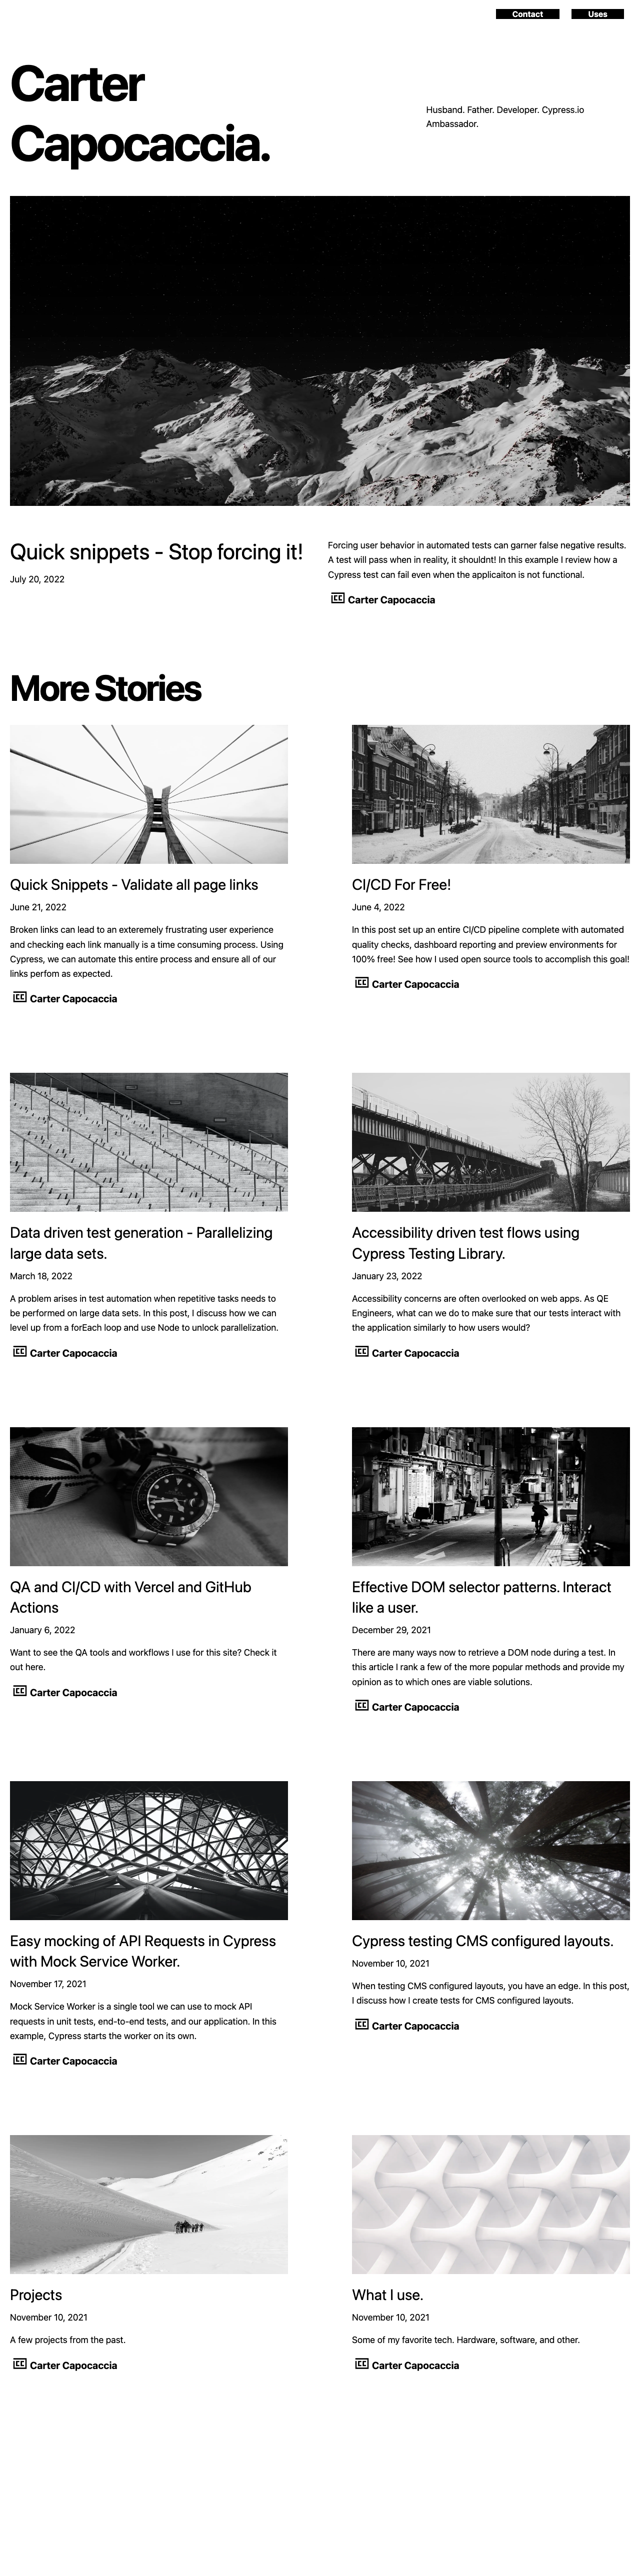 Contact
Uses
Carter
Capocaccia.
Husband. Father. Developer. Cypress.io
Ambassador.
Quick snippets - Stop forcing it!
July 20, 2022
Forcing user behavior in automated tests can garner false negative results.
A test will pass when in reality, it shouldnt! In this example I review how a
Cypress test can fail even when the applicaiton is not functional.
Carter Capocaccia
More Stories
Quick Snippets - Validate all page links
June 21, 2022
Broken links can lead to an exteremely frustrating user experience
and checking each link manually is a time consuming process. Using
Cypress, we can automate this entire process and ensure all of our
links perfom as expected.
Carter Capocaccia
CI/CD For Free!
June 4, 2022
In this post set up an entire CI/CD pipeline complete with automated
quality checks, dashboard reporting and preview environments for
100% free! See how I used open source tools to accomplish this goal!
Carter Capocaccia
Data driven test generation - Parallelizing
large data sets.
March 18, 2022
A problem arises in test automation when repetitive tasks needs to
be performed on large data sets. In this post, I discuss how we can
level up from a forEach loop and use Node to unlock parallelization.
Carter Capocaccia
Accessibility driven test flows using
Cypress Testing Library.
January 23, 2022
Accessibility concerns are often overlooked on web apps. As QE
Engineers, what can we do to make sure that our tests interact with
the application similarly to how users would?
Carter Capocaccia
QA and CI/CD with Vercel and GitHub
Actions
January 6, 2022
Want to see the QA tools and workflows I use for this site? Check it
out here.
Carter Capocaccia
Effective DOM selector patterns. Interact
like a user.
December 29, 2021
There are many ways now to retrieve a DOM node during a test. In
this article I rank a few of the more popular methods and provide my
opinion as to which ones are viable solutions.
Carter Capocaccia
Easy mocking of API Requests in Cypress
with Mock Service Worker.
November 17, 2021
Mock Service Worker is a single tool we can use to mock API
requests in unit tests, end-to-end tests, and our application. In this
example, Cypress starts the worker on its own.
Carter Capocaccia
Cypress testing CMS configured layouts.
November 10, 2021
When testing CMS configured layouts, you have an edge. In this post,
I discuss how I create tests for CMS configured layouts.
Carter Capocaccia
Projects
November 10, 2021
A few projects from the past.
Carter Capocaccia
What I use.
November 10, 2021
Some of my favorite tech. Hardware, software, and other.
Carter Capocaccia